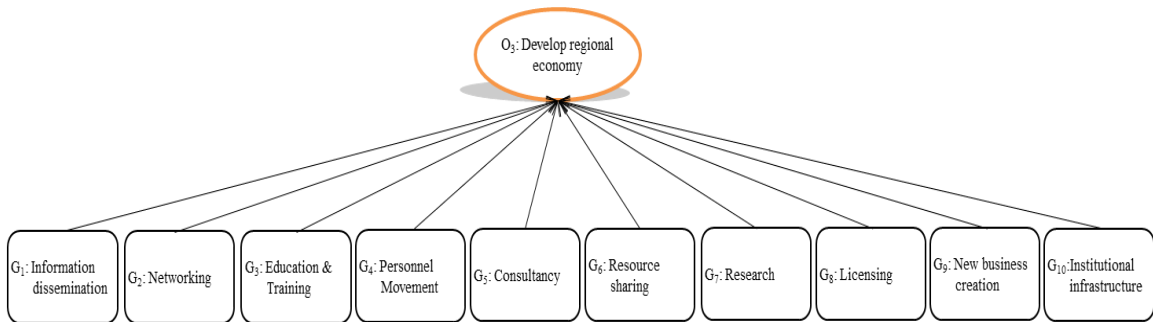 O₃: Develop regional
economy
G₁: Information
dissemination
G₂: Networking
G₃: Education &
Training
G₄: Personnel
Movement
G₅: Consultancy
G₆: Resource
sharing
G₇: Research
G₈: Licensing
G₉: New business
creation
G₁₀:Institutional
infrastructure